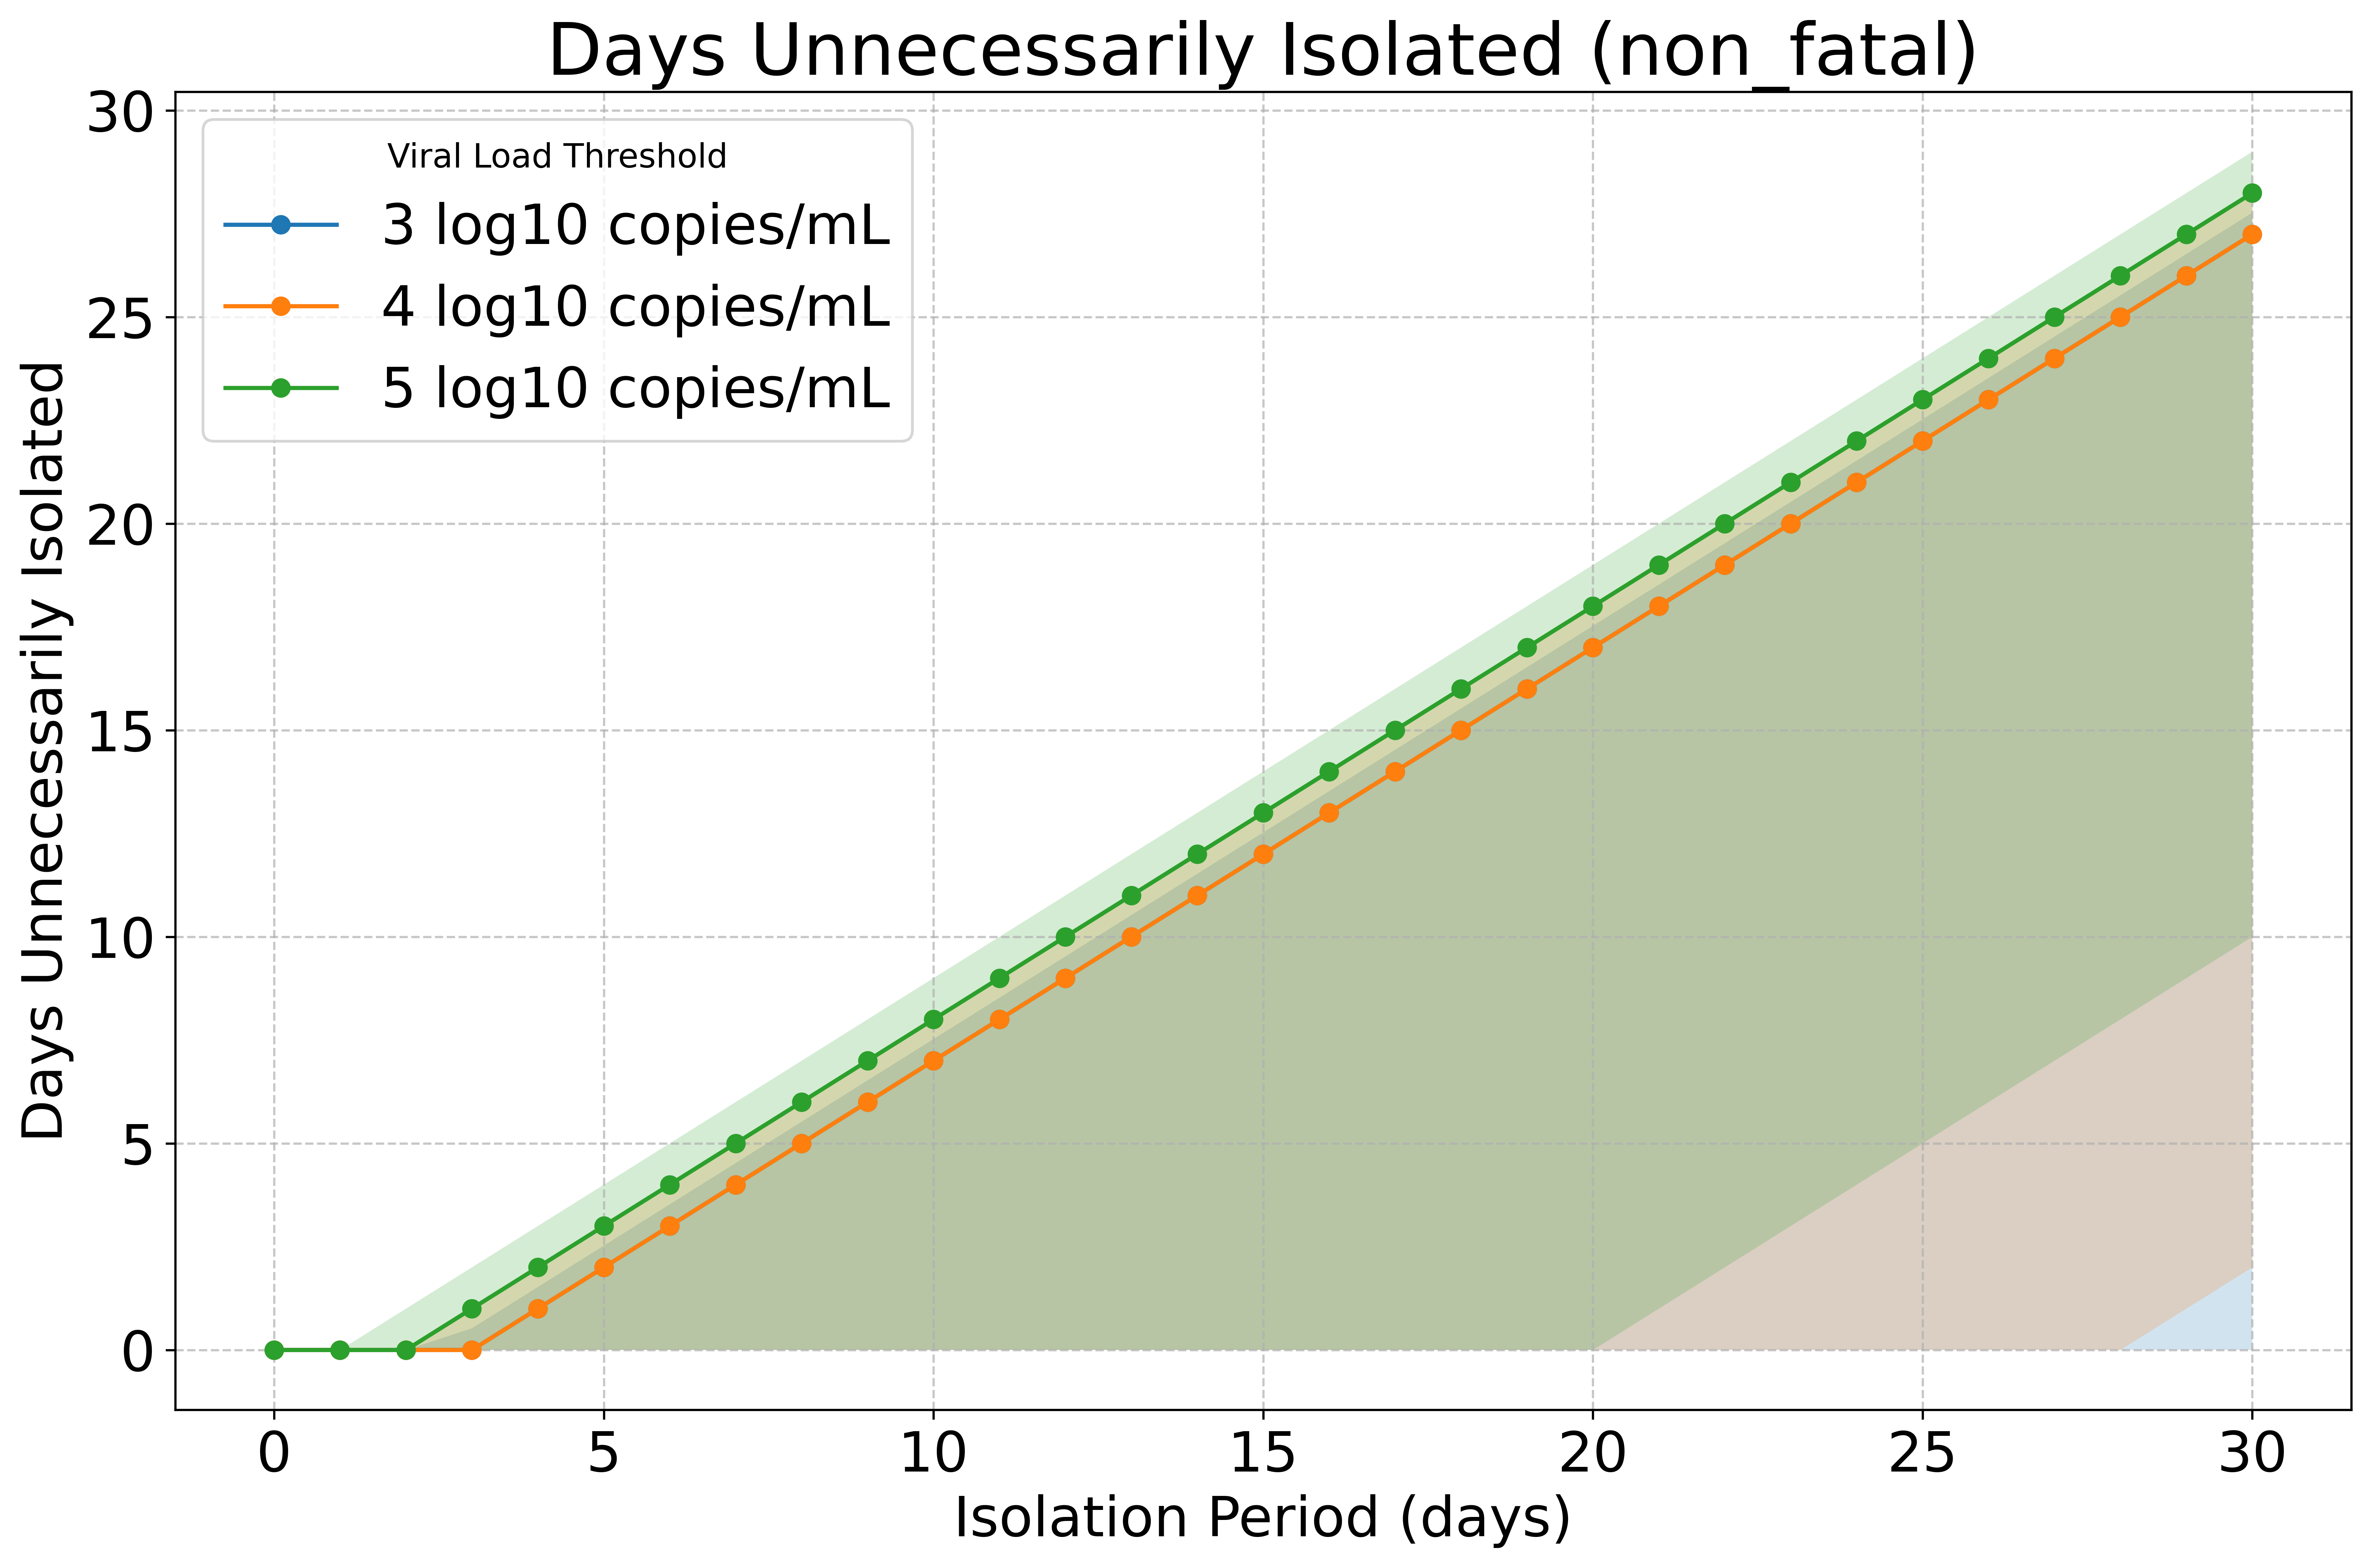 Days Unnecessarily Isolated (non_fatal)
30
25
20
15
10
5
0
Days Unnecessarily Isolated
Viral Load Threshold
3 log10 copies/mL
4 log10 copies/mL
5 log10 copies/mL
0 5 10 15 20 25 30
Isolation Period (days)